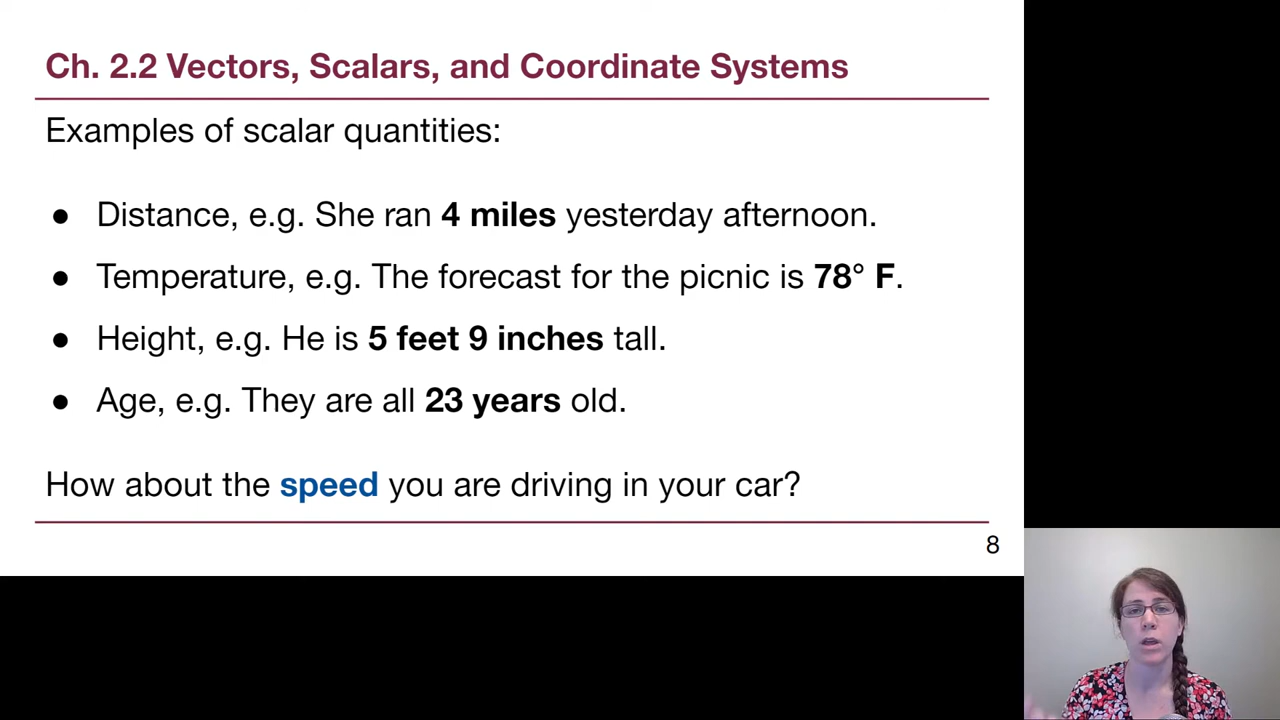 Ch. 2.2 Vectors, Scalars, and Coordinate Systems
Examples of scalar quantities:
● Distance, e.g. She ran 4 miles yesterday afternoon.
● Temperature, e.g. The forecast for the picnic is 78° F.
● Height, e.g. He is 5 feet 9 inches tall.
● Age, e.g. They are all 23 years old.
How about the speed you are driving in your car?
8